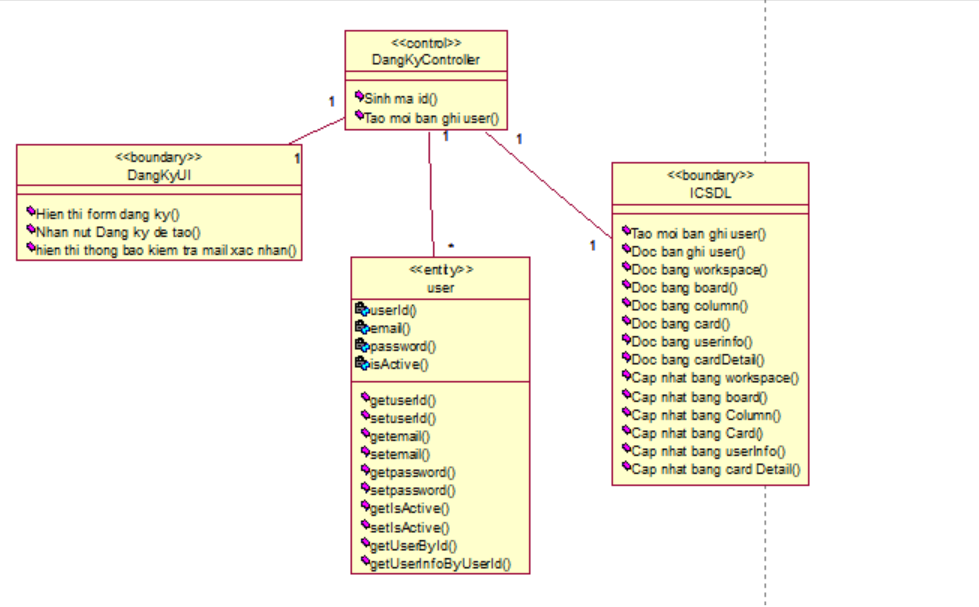 <<control>>
DangKyController
Sinh ma id()
Tao moi ban ghi user()
1
1
1
1
*
1
<<boundary>>
DangKyUI
Hien thi form dang ky()
Nhan nut Dang ky de tao()
hien thi thong bao kiem tra mail xac nhan()
<<entity>>
user
userId()
email()
password()
isActive()
getuserId()
setuserId()
getemail()
setemail()
getpassword()
setpassword()
getIsActive()
setIsActive()
getUserById()
getUserInfoByUserId()
<<boundary>>
ICSDL
Tao moi ban ghi user()
Doc ban ghi user()
Doc bang workspace()
Doc bang board()
Doc bang column()
Doc bang card()
Doc bang userinfo()
Doc bang cardDetail()
Cap nhat bang workspace()
Cap nhat bang board()
Cap nhat bang Column()
Cap nhat bang Card()
Cap nhat bang userInfo()
Cap nhat bang card Detail()